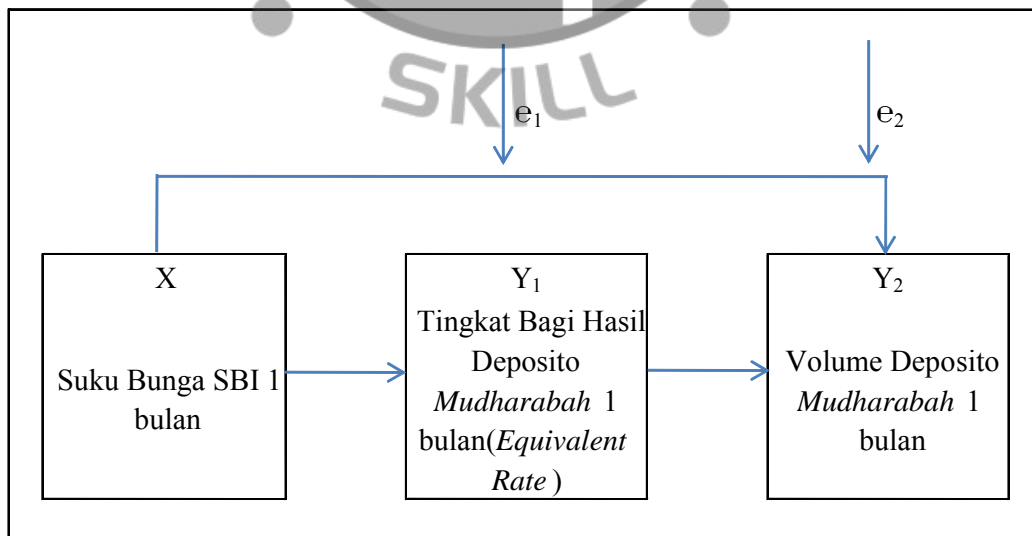 SKILL
e₁
e₂
X
Suku Bunga SBI 1
bulan
Y₁
Tingkat Bagi Hasil
Deposito
Mudharabah 1
bulan(Equivalent
Rate )
Y₂
Volume Deposito
Mudharabah 1
bulan